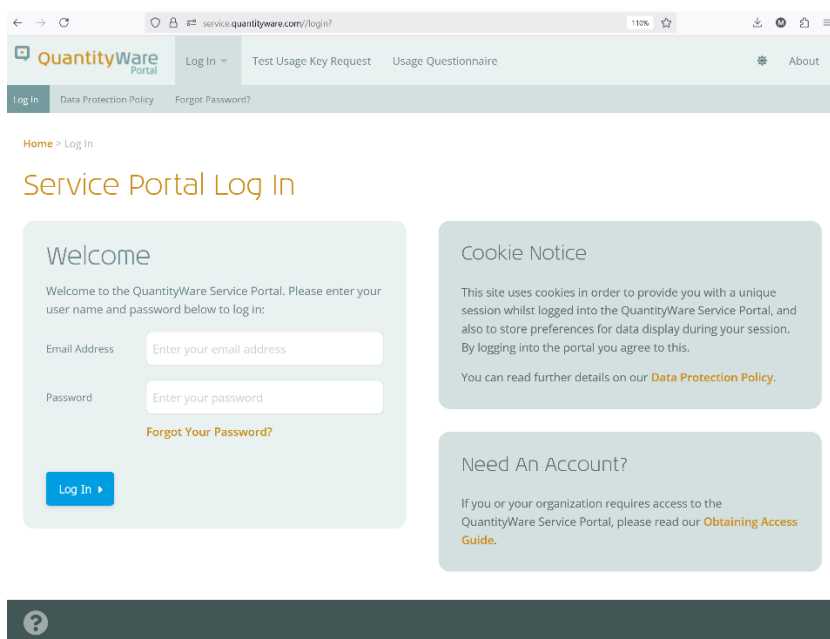 service.quantityware.com//login?
110%
QuantityWare
Portal
Log In
Test Usage Key Request
Usage Questionnaire
About
Log In
Data Protection Policy
Forgot Password?
Home > Log In
Service Portal Log In
Welcome
Welcome to the QuantityWare Service Portal. Please enter your
user name and password below to log in:
Email Address
Enter your email address
Password
Enter your password
Forgot Your Password?
Log In
Cookie Notice
This site uses cookies in order to provide you with a unique
session whilst logged into the QuantityWare Service Portal, and
also to store preferences for data display during your session.
By logging into the portal you agree to this.
You can read further details on our Data Protection Policy.
Need An Account?
If you or your organization requires access to the
QuantityWare Service Portal, please read our Obtaining Access
Guide.